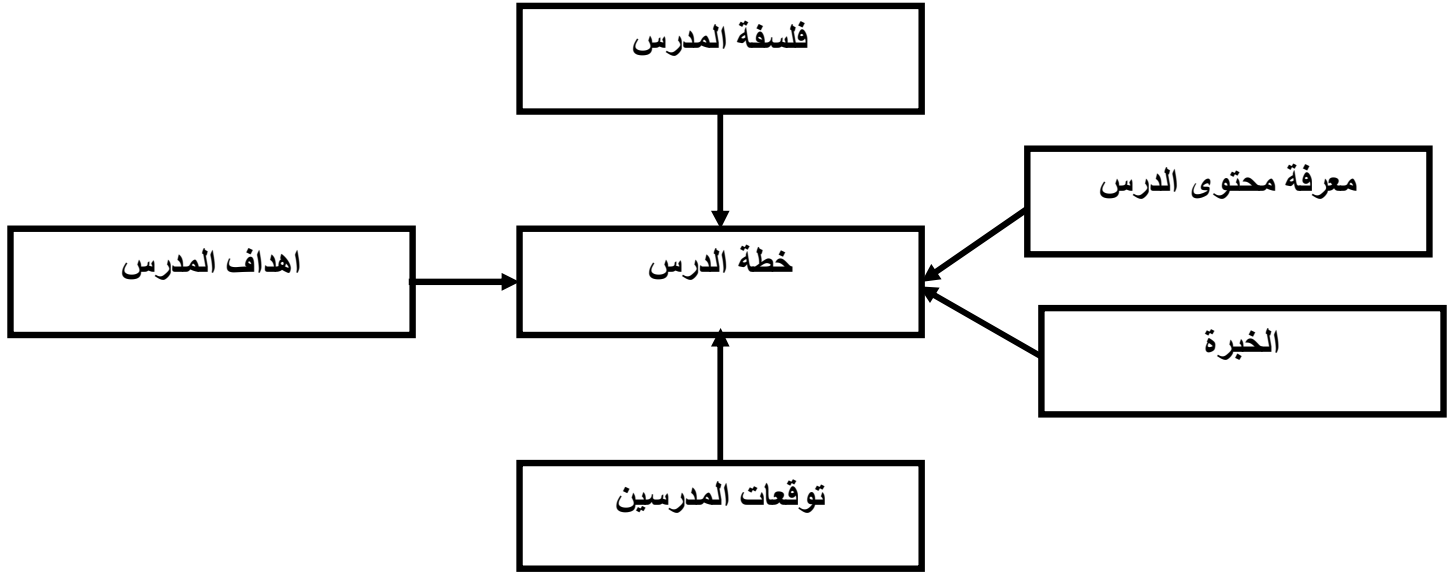 فلسفة المدرس
معرفة محتوى الدرس
اهداف المدرس
خطة الدرس
الخبرة
توقعات المدرسين